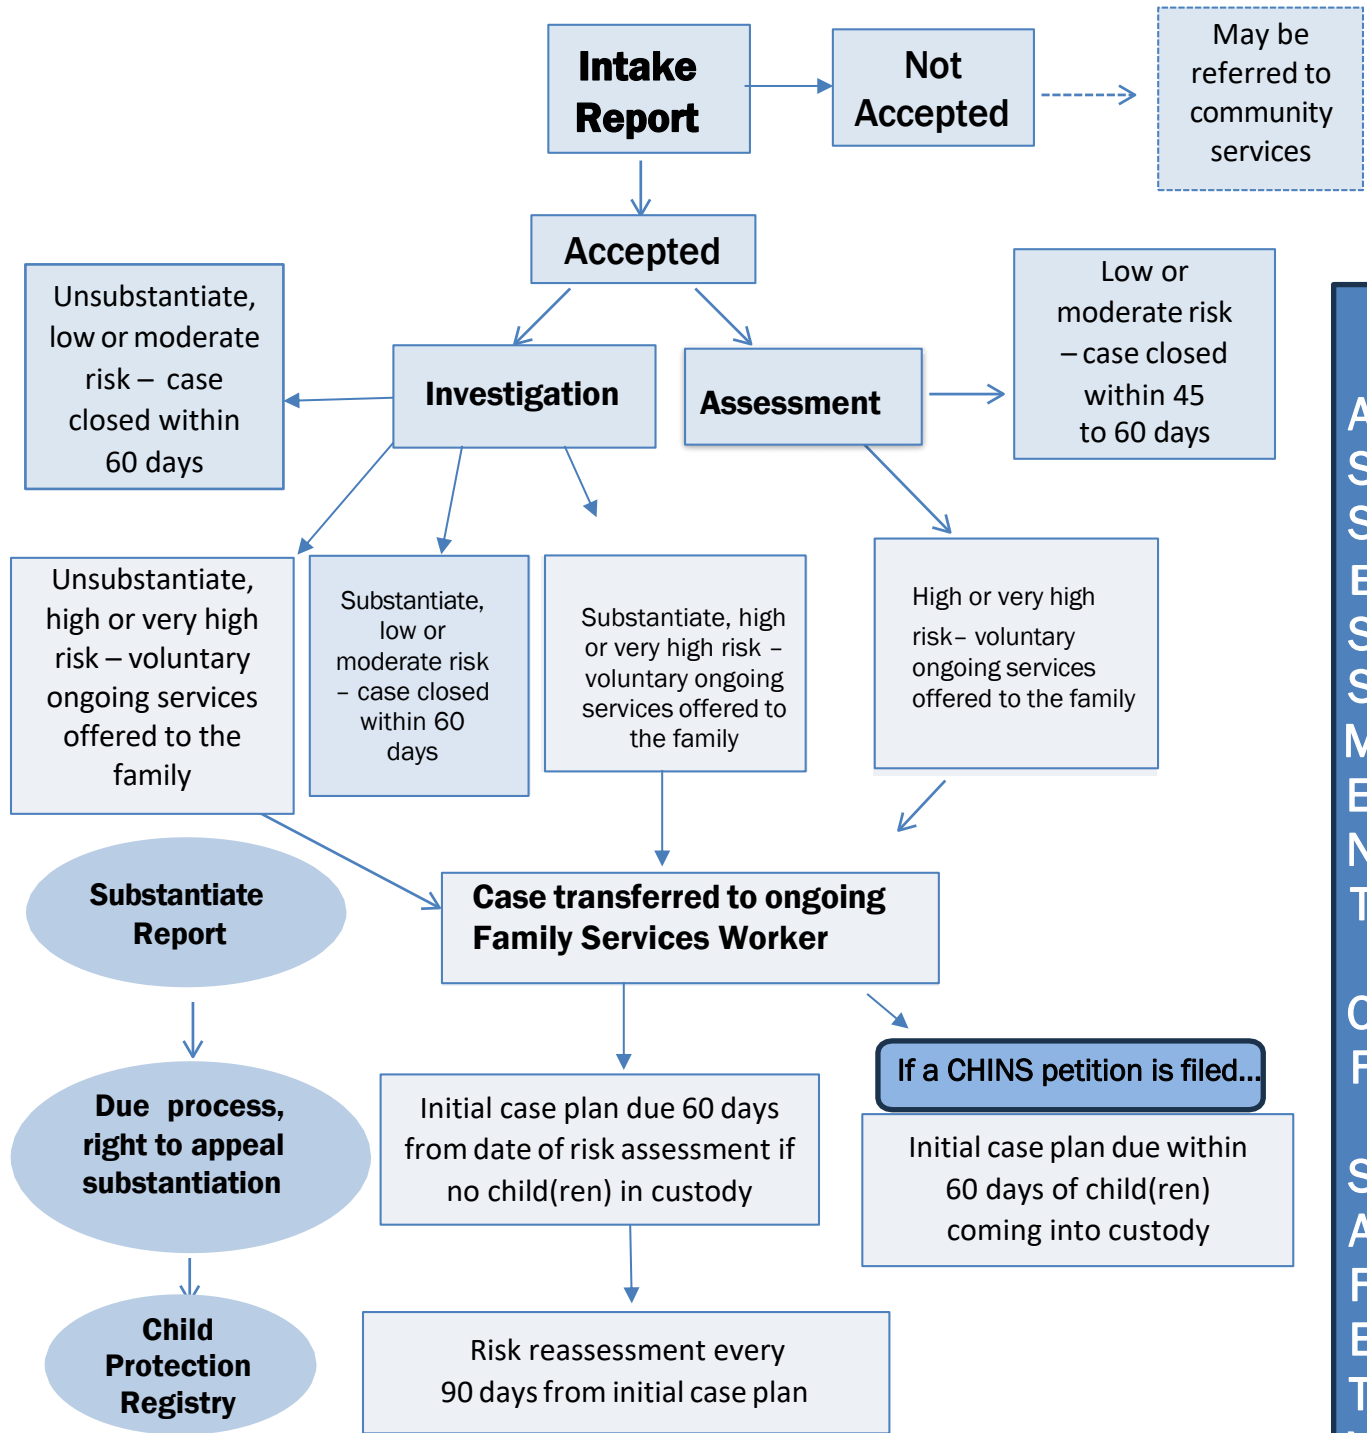 Intake
Report
Not
Accepted
May be
referred to
community
services
Accepted
Unsubstantiate,
low or moderate
risk – case
closed within
60 days
Investigation
Assessment
Low or
moderate risk
– case closed
within 45
to 60 days
Unsubstantiate,
high or very high
risk – voluntary
ongoing services
offered to the
family
Substantiate,
low or
moderate risk
– case closed
within 60
days
Substantiate, high
or very high risk –
voluntary ongoing
services offered to
the family
High or very high
risk– voluntary
ongoing services
offered to the family
Substantiate
Report
Case transferred to ongoing
Family Services Worker
Due process,
right to appeal
substantiation
Initial case plan due 60 days
from date of risk assessment if
no child(ren) in custody
If a CHINS petition is filed...
Initial case plan due within
60 days of child(ren)
coming into custody
Child
Protection
Registry
Risk reassessment every
90 days from initial case plan
A
S
S
E
S
S
M
E
N
T
O
F
S
A
F
E
T